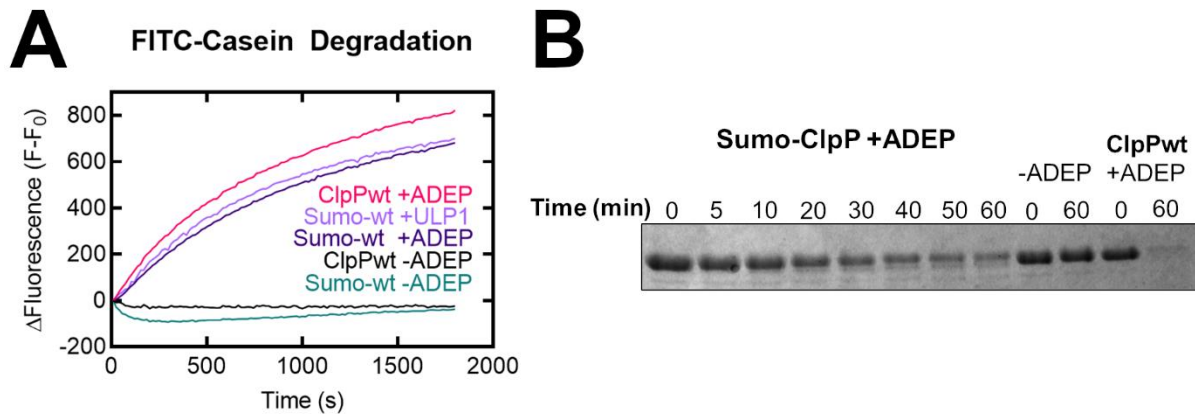 A
FITC-Casein Degradation
ΔFluorescence (F-F0)
800
600
400
200
0
-200
ClpPwt +ADEP
Sumo-wt +ULP1
Sumo-wt +ADEP
ClpPwt -ADEP
Sumo-wt -ADEP
0 500 1000 1500 2000
Time (s)
B
Sumo-ClpP +ADEP
-ADEP
ClpPwt
+ADEP
Time (min) 0 5 10 20 30 40 50 60 0 60 0 60